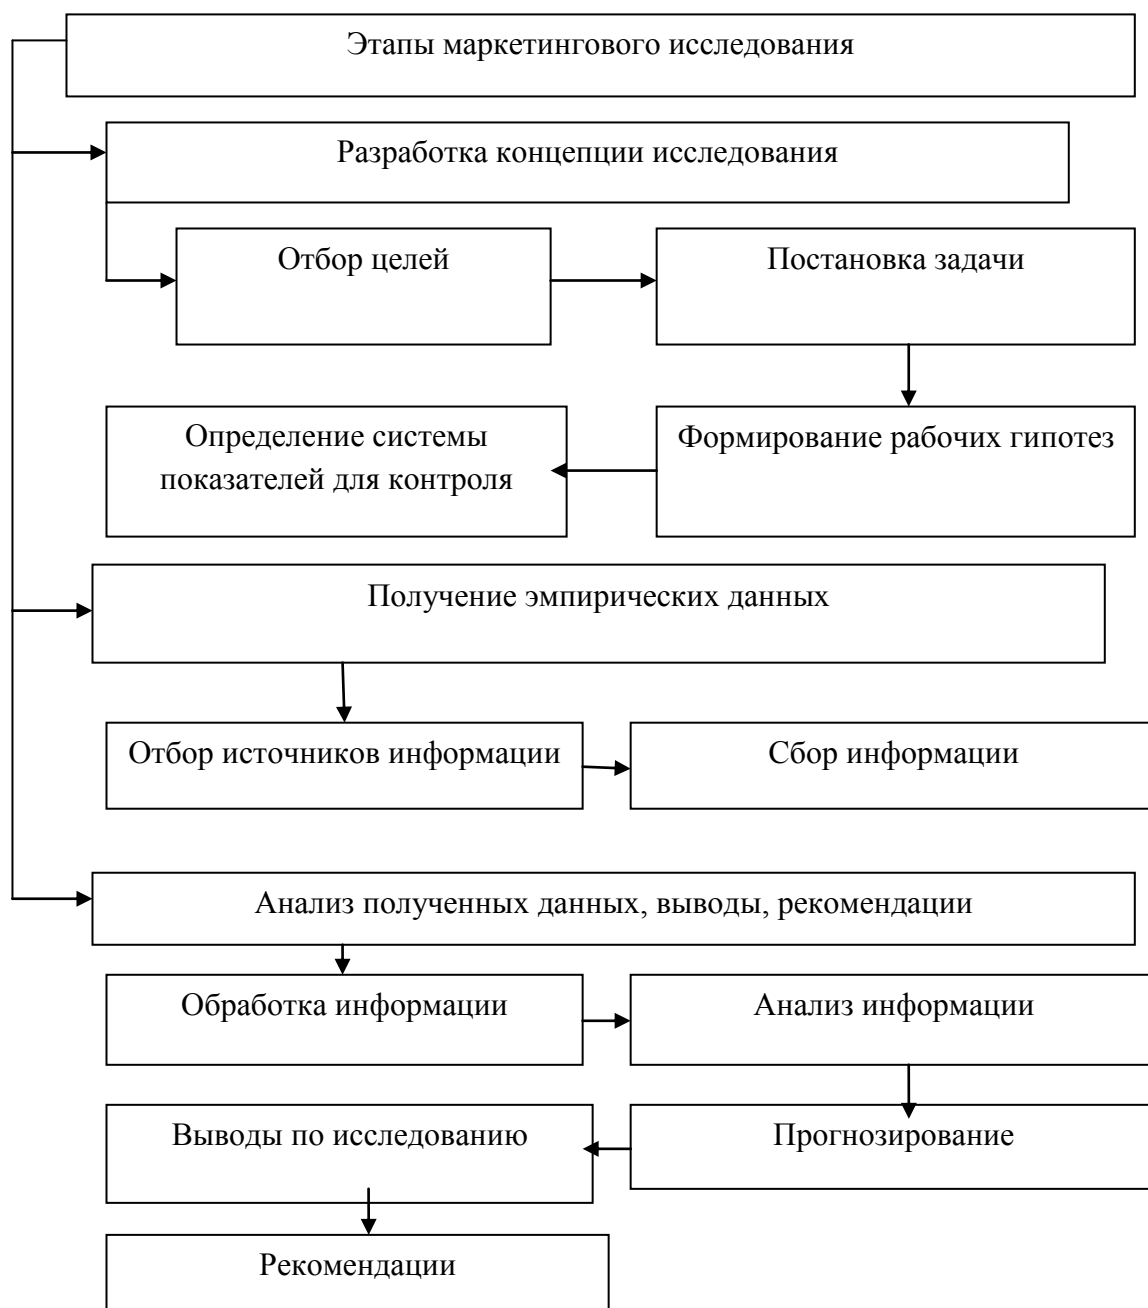 Этапы маркетингового исследования
Разработка концепции исследования
Отбор целей
Постановка задачи
Определение системы
показателей для контроля
Формирование рабочих гипотез
Получение эмпирических данных
Отбор источников информации
Сбор информации
Анализ полученных данных, выводы, рекомендации
Обработка информации
Анализ информации
Выводы по исследованию
Прогнозирование
Рекомендации